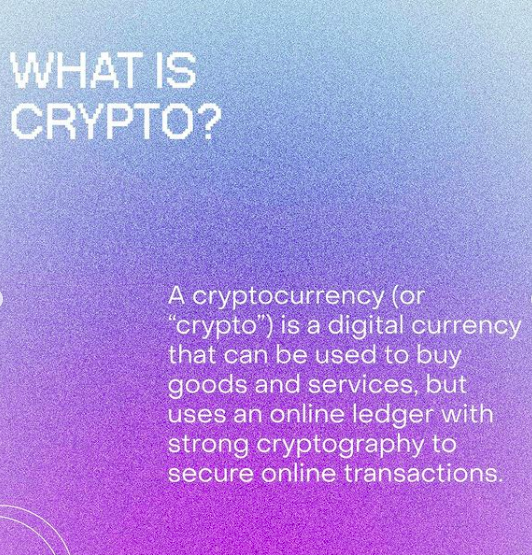 WHAT IS
CRYPTO?
A cryptocurrency (or
“crypto”) is a digital currency
that can be used to buy
goods and services, but
uses an online ledger with
strong cryptography to
secure online transactions.